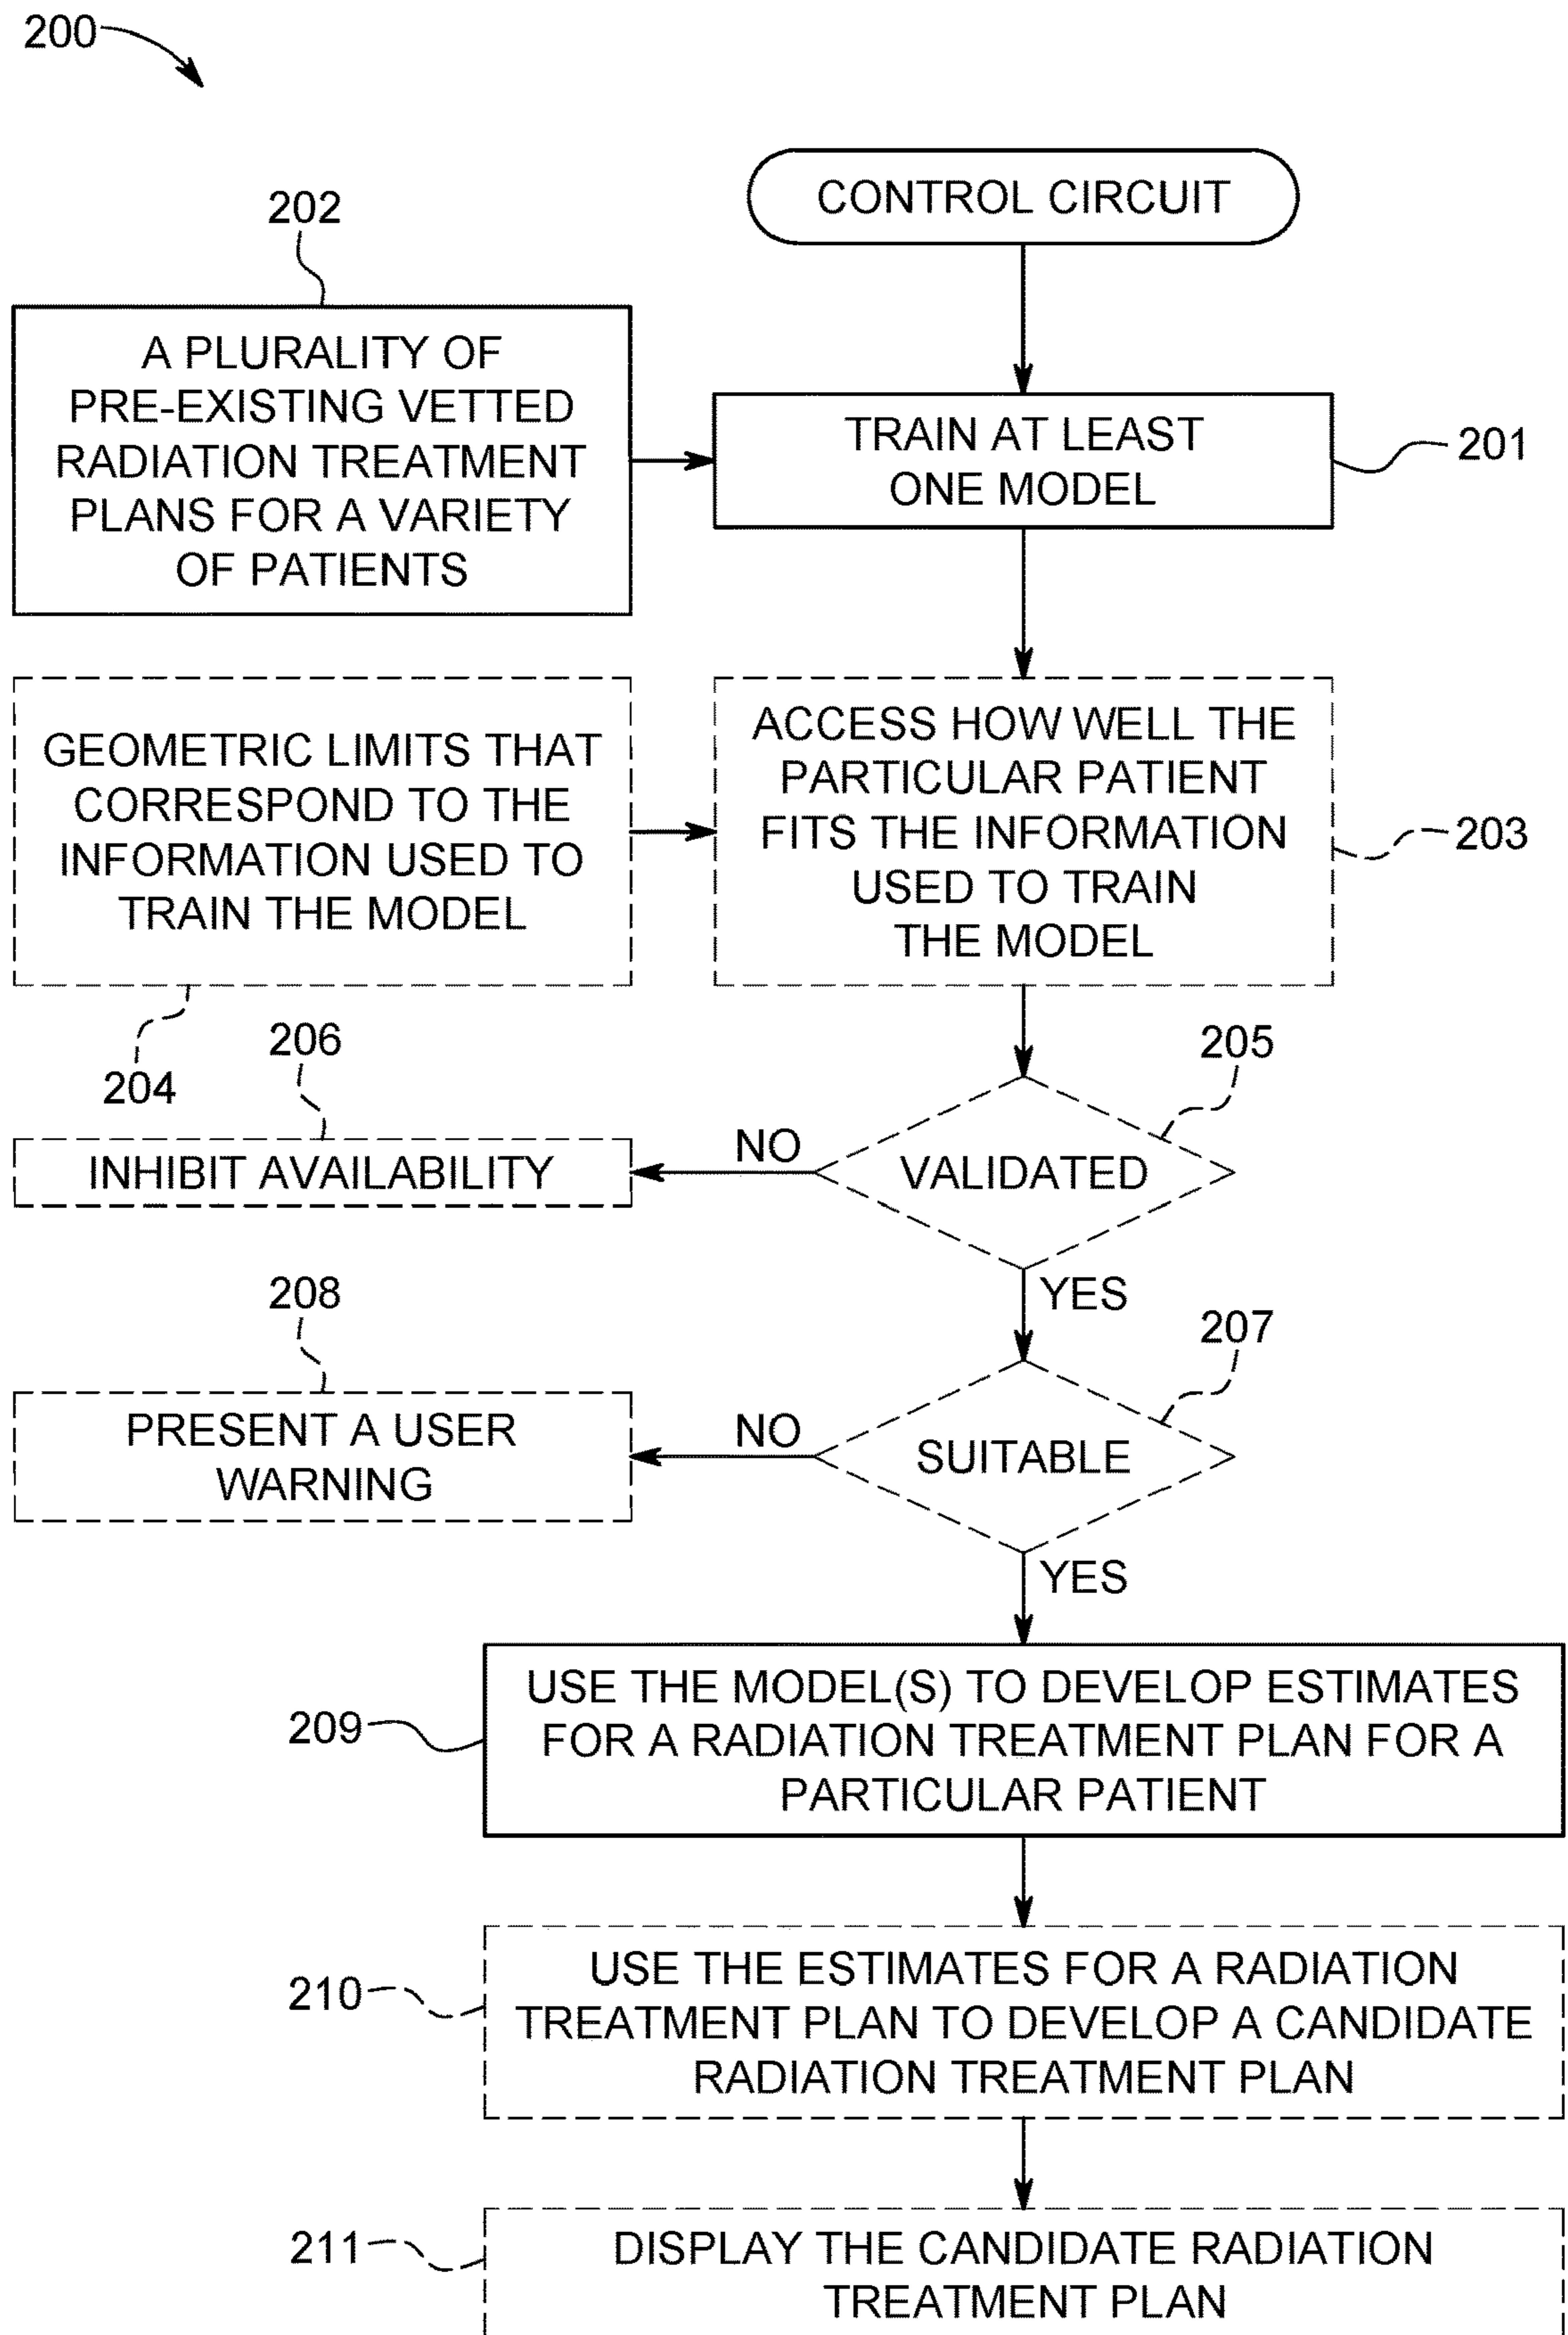 200
CONTROL CIRCUIT
202
A PLURALITY OF
PRE-EXISTING VETTED
RADIATION TREATMENT
PLANS FOR A VARIETY
OF PATIENTS
TRAIN AT LEAST
ONE MODEL
201
GEOMETRIC LIMITS THAT
CORRESPOND TO THE
INFORMATION USED TO
TRAIN THE MODEL
204
ACCESS HOW WELL THE
PARTICULAR PATIENT
FITS THE INFORMATION
USED TO TRAIN
THE MODEL
203
206
INHIBIT AVAILABILITY
NO
VALIDATED
205
YES
208
PRESENT A USER
WARNING
NO
SUITABLE
207
YES
209
USE THE MODEL(S) TO DEVELOP ESTIMATES
FOR A RADIATION TREATMENT PLAN FOR A
PARTICULAR PATIENT
210
USE THE ESTIMATES FOR A RADIATION
TREATMENT PLAN TO DEVELOP A CANDIDATE
RADIATION TREATMENT PLAN
211
DISPLAY THE CANDIDATE RADIATION
TREATMENT PLAN